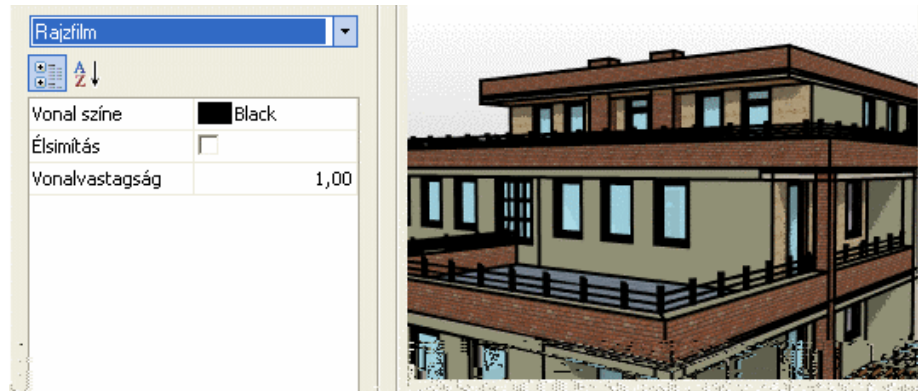 Rajzfilm
A Z
Vonal színe Black
Élsimítás
Vonalvastagság 1,00